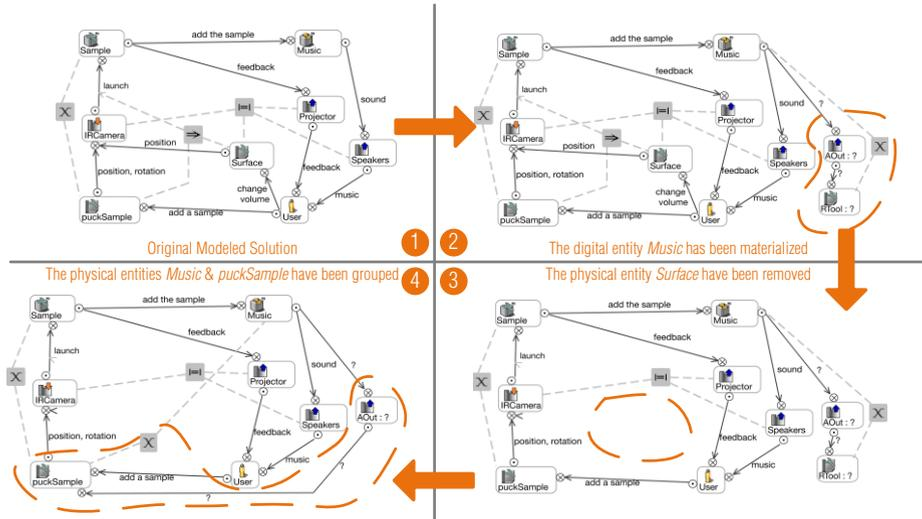 Sample
add the sample
Music
feedback
launch
sound
X
|=|
Projector
IRCamera
⇒
position
Surface
Speakers
position, rotation
feedback
change
volume
music
puckSample
add a sample
User
Original Modeled Solution
1
Sample
add the sample
Music
feedback
launch
sound
?
X
|=|
Projector
IRCamera
⇒
position
Surface
Speakers
AOut : ?
X
position, rotation
feedback
?
change
volume
music
RTool : ?
puckSample
add a sample
User
2
The digital entity Music has been materialized
The physical entities Music & puckSample have been grouped
4
Sample
add the sample
Music
feedback
launch
sound
?
X
|=|
Projector
IRCamera
Speakers
AOut : ?
position, rotation
X
feedback
music
?
puckSample
add a sample
User
?
3
The physical entity Surface have been removed
Sample
add the sample
Music
feedback
launch
sound
?
X
|=|
Projector
IRCamera
Speakers
AOut : ?
X
position, rotation
feedback
?
music
RTool : ?
puckSample
add a sample
User